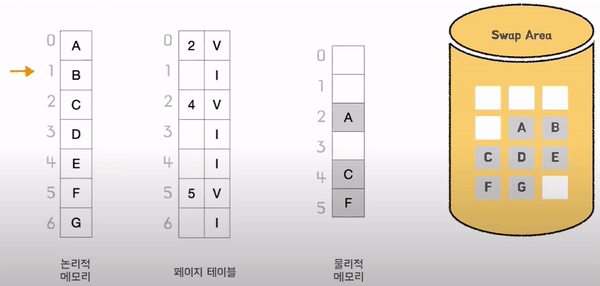 0 A
1 B
2 C
3 D
4 E
5 F
6 G
논리적
메모리
0 2 V
1 I
2 4 V
3 I
4 I
5 5 V
6 I
페이지 테이블
0
1
2 A
3
4 C
5 F
물리적
메모리
Swap Area
A B
C D E
F G